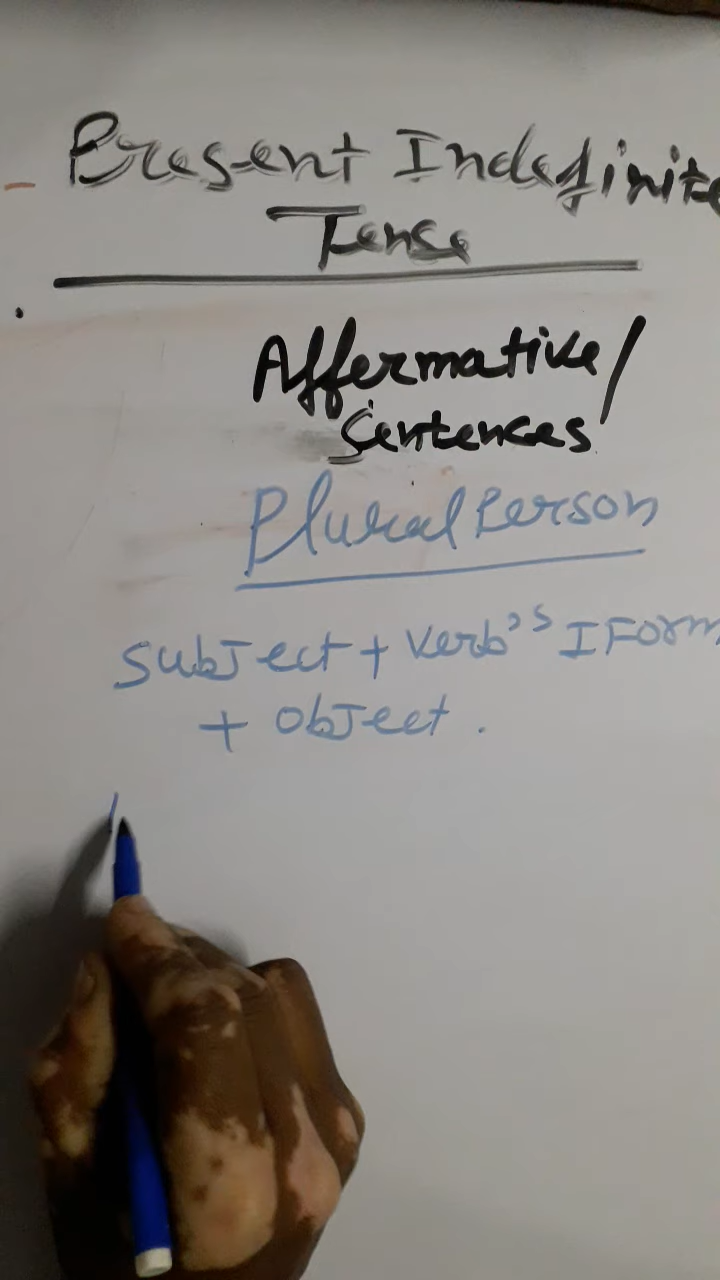 Present Indefinite
Tense
Affermative/
Sentences
Plural Person
Subject + Verb's I Form
+ Object.